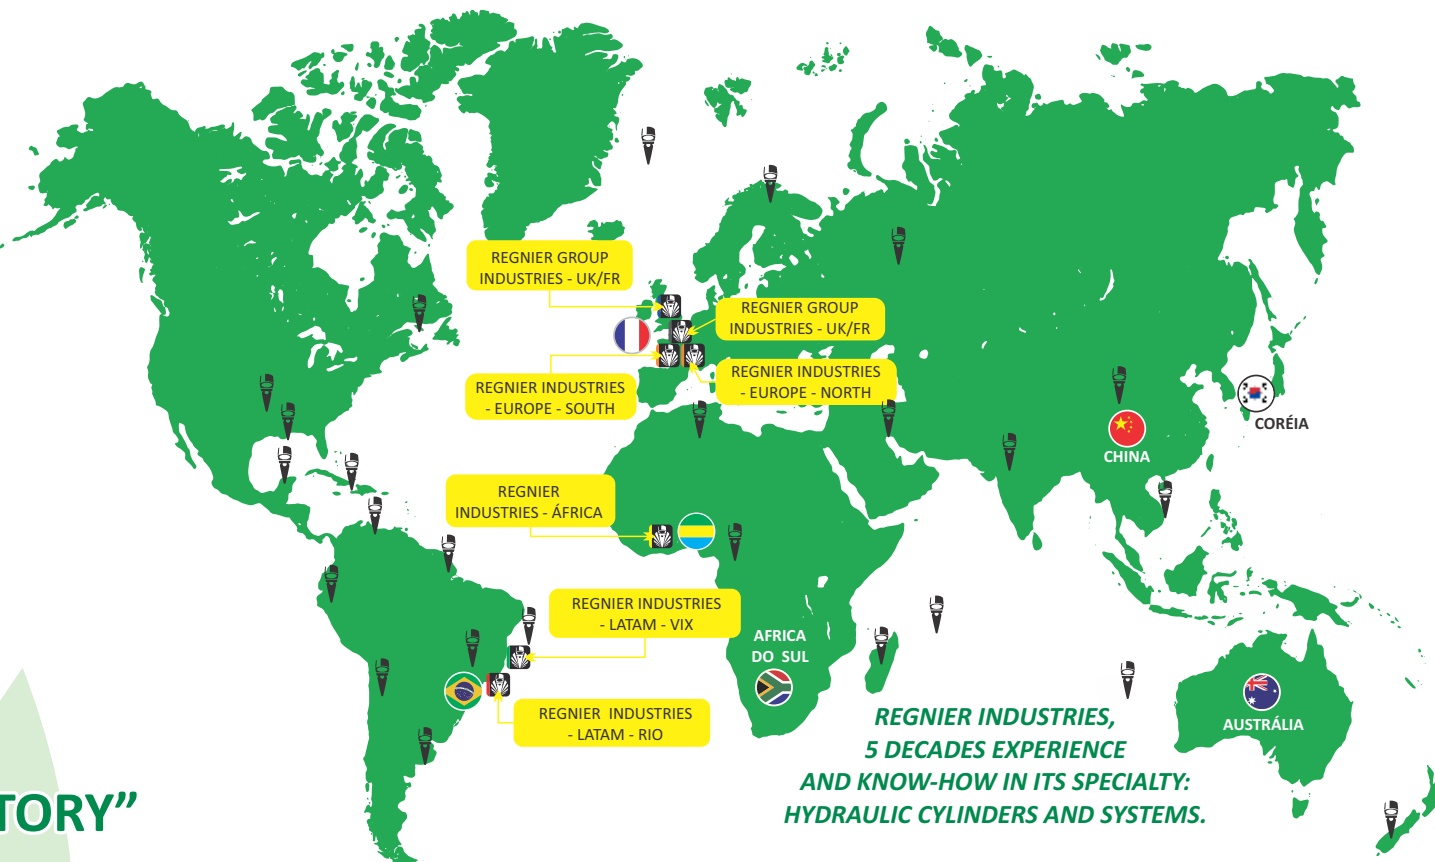 REGNIER GROUP
INDUSTRIES - UK/FR
REGNIER GROUP
INDUSTRIES - UK/FR
REGNIER INDUSTRIES
- EUROPE - SOUTH
REGNIER INDUSTRIES
- EUROPE - NORTH
CORÉIA
CHINA
REGNIER
INDUSTRIES - ÁFRICA
REGNIER INDUSTRIES
- LATAM - VIX
AFRICA
DO SUL
REGNIER INDUSTRIES
- LATAM - RIO
AUSTRÁLIA
REGNIER INDUSTRIES,
5 DECADES EXPERIENCE
AND KNOW-HOW IN ITS SPECIALTY:
HYDRAULIC CYLINDERS AND SYSTEMS.
TORY”